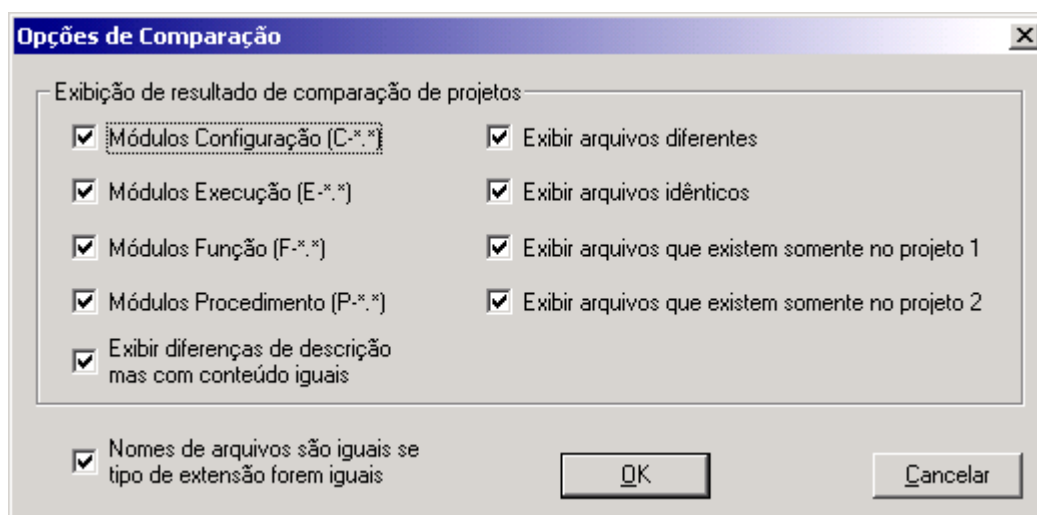 Opções de Comparação
Exibição de resultado de comparação de projetos
Módulos Configuração (C-*.*)
Exibir arquivos diferentes
Módulos Execução (E-*.*)
Exibir arquivos idênticos
Módulos Função (F-*.*)
Exibir arquivos que existem somente no projeto 1
Módulos Procedimento (P-*.*)
Exibir arquivos que existem somente no projeto 2
Exibir diferenças de descrição
mas com conteúdo iguais
Nomes de arquivos são iguais se
tipo de extensão forem iguais
OK
Cancelar